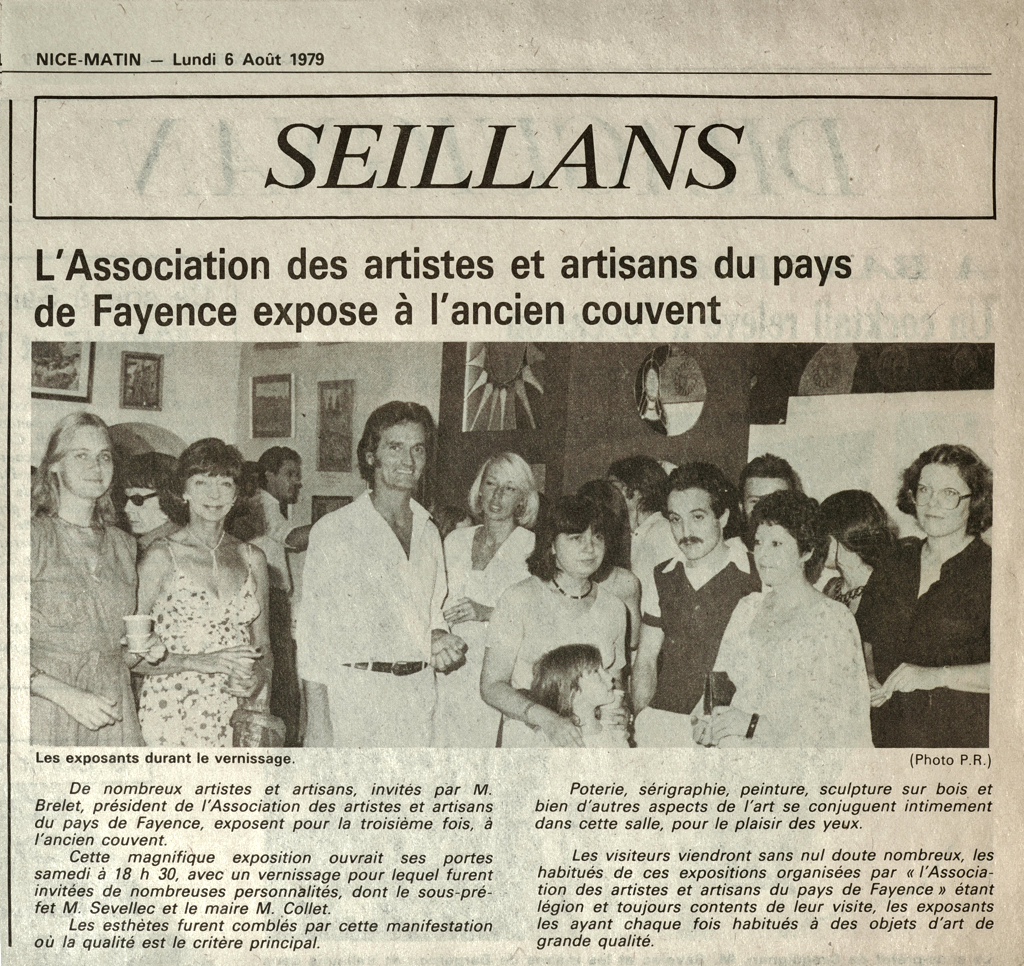 NICE-MATIN — Lundi 6 Août 1979
SEILLANS
L'Association des artistes et artisans du pays
de Fayence expose à l'ancien couvent
Les exposants durant le vernissage.
(Photo P.R.)
De nombreux artistes et artisans, invités par M.
Brelet, président de l'Association des artistes et artisans
du pays de Fayence, exposent pour la troisième fois, à
l'ancien couvent.
Cette magnifique exposition ouvrait ses portes
samedi à 18 h 30, avec un vernissage pour lequel furent
invitées de nombreuses personnalités, dont le sous-pré-
fet M. Sevellec et le maire M. Collet.
Les esthètes furent comblés par cette manifestation
où la qualité est le critère principal.
Poterie, sérigraphie, peinture, sculpture sur bois et
bien d'autres aspects de l'art se conjuguent intimement
dans cette salle, pour le plaisir des yeux.
Les visiteurs viendront sans nul doute nombreux, les
habitués de ces expositions organisées par « l'Associa-
tion des artistes et artisans du pays de Fayence » étant
légion et toujours contents de leur visite, les exposants
les ayant chaque fois habitués à des objets d'art de
grande qualité.